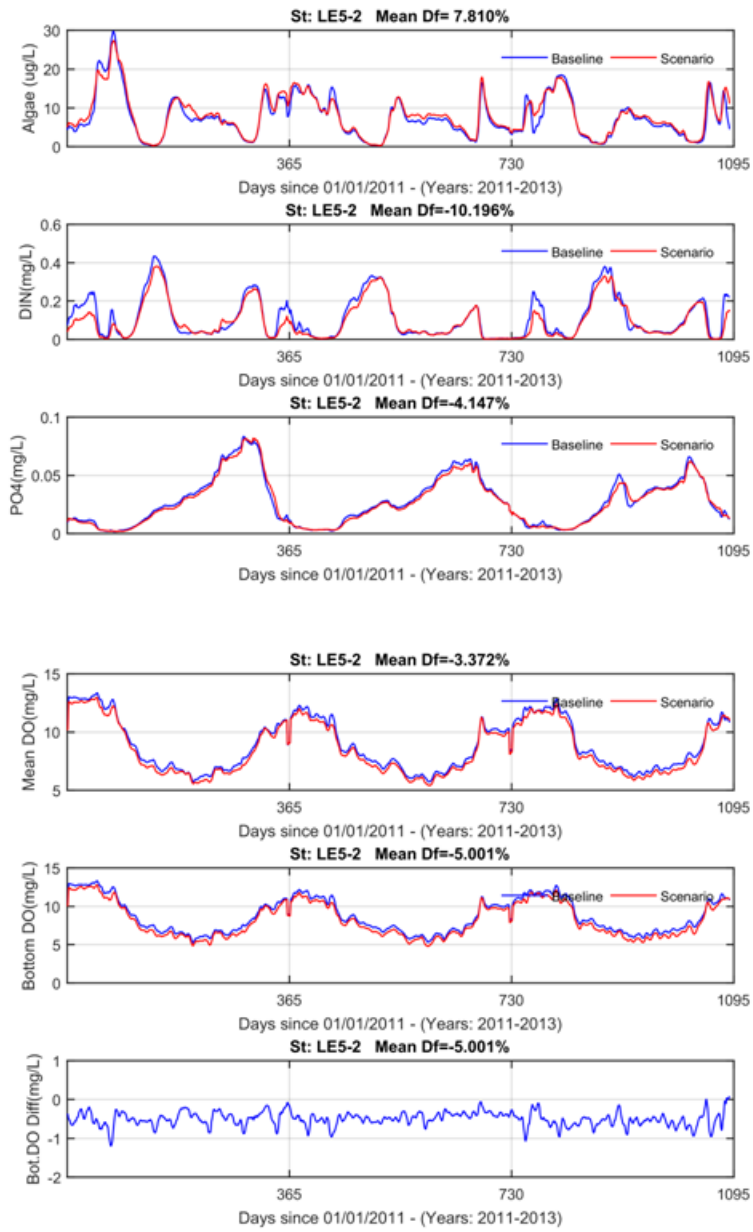 St: LE5-2 Mean Df= 7.810%
30
20
10
0
Algae (ug/L)
Baseline
Scenario
365
730
1095
Days since 01/01/2011 - (Years: 2011-2013)
St: LE5-2 Mean Df=-10.196%
0.6
0.4
0.2
0
DIN(mg/L)
Baseline
Scenario
365
730
1095
Days since 01/01/2011 - (Years: 2011-2013)
St: LE5-2 Mean Df=-4.147%
0.1
0.05
0
PO4(mg/L)
Baseline
Scenario
365
730
1095
Days since 01/01/2011 - (Years: 2011-2013)
St: LE5-2 Mean Df=-3.372%
15
10
5
Mean DO(mg/L)
Baseline
Scenario
365
730
1095
Days since 01/01/2011 - (Years: 2011-2013)
St: LE5-2 Mean Df=-5.001%
15
10
5
0
Bottom DO(mg/L)
Baseline
Scenario
365
730
1095
Days since 01/01/2011 - (Years: 2011-2013)
St: LE5-2 Mean Df=-5.001%
1
0
-1
-2
Bot.DO Diff(mg/L)
365
730
1095
Days since 01/01/2011 - (Years: 2011-2013)